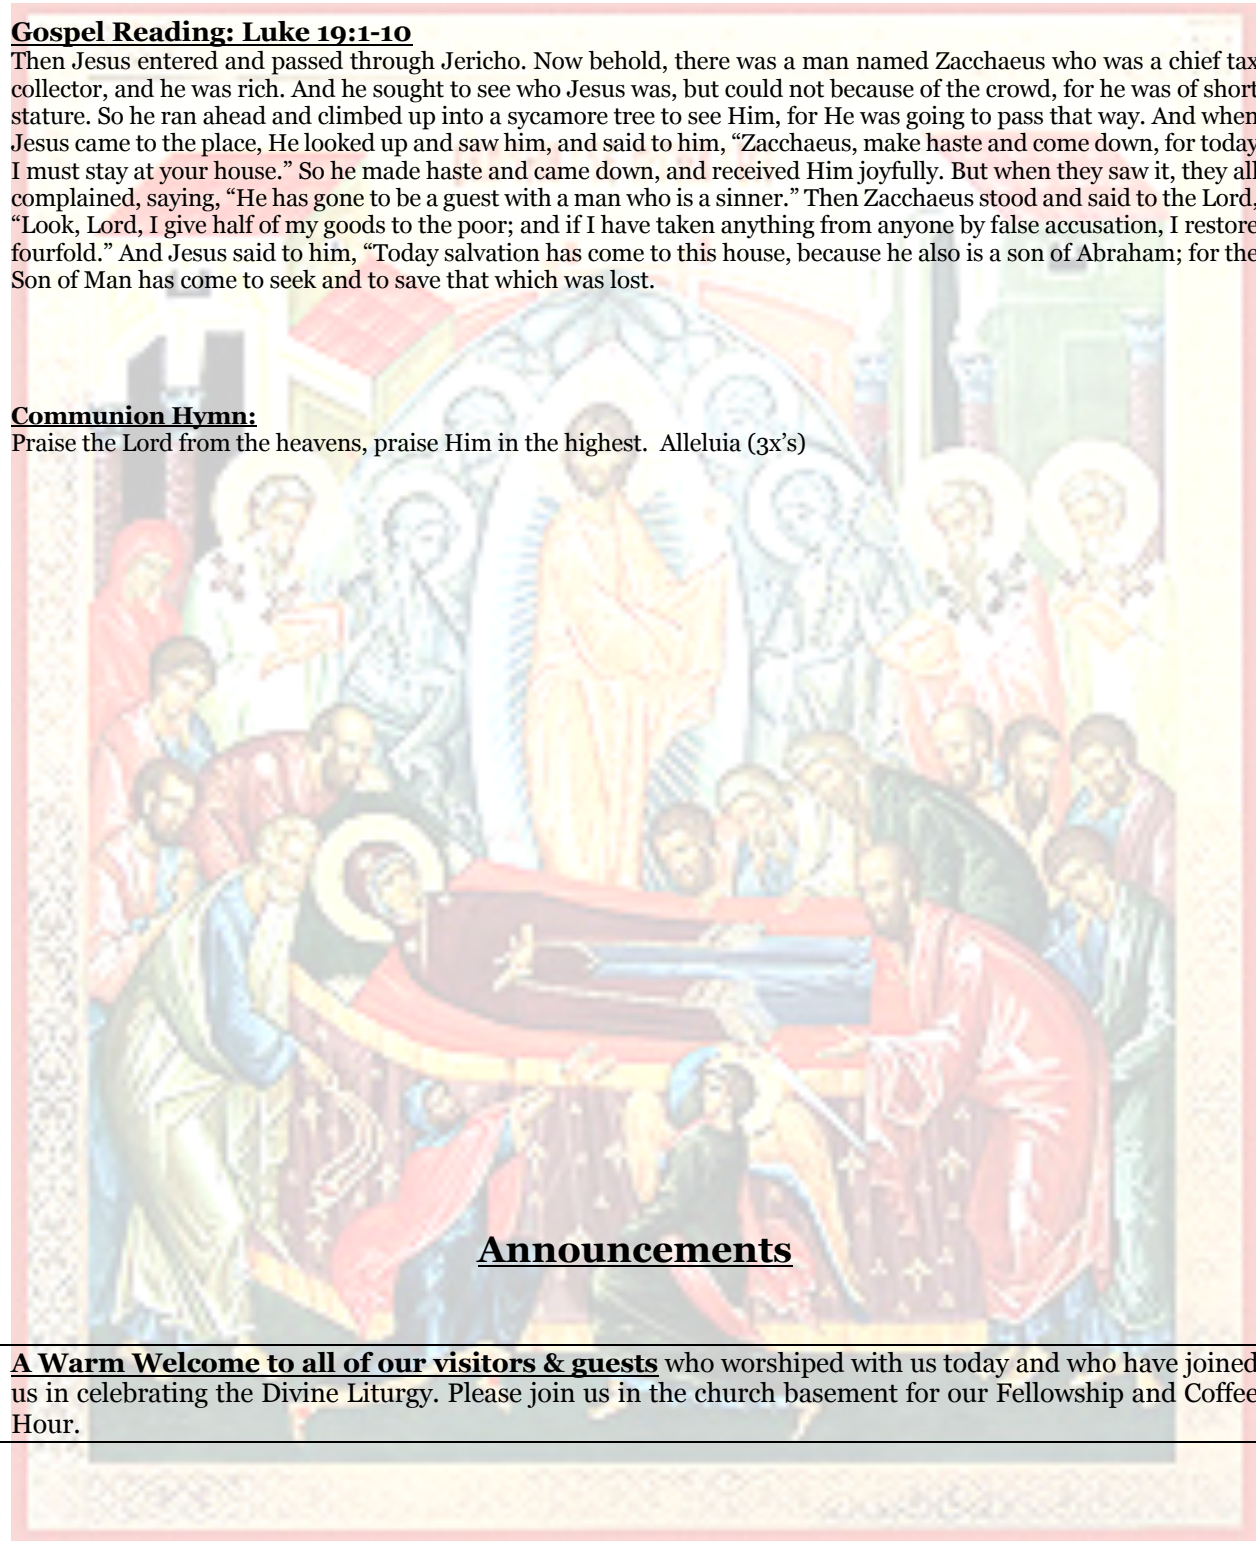 Gospel Reading: Luke 19:1-10
Then Jesus entered and passed through Jericho. Now behold, there was a man named Zacchaeus who was a chief tax
collector, and he was rich. And he sought to see who Jesus was, but could not because of the crowd, for he was of short
stature. So he ran ahead and climbed up into a sycamore tree to see Him, for He was going to pass that way. And when
Jesus came to the place, He looked up and saw him, and said to him, “Zacchaeus, make haste and come down, for today
I must stay at your house.” So he made haste and came down, and received Him joyfully. But when they saw it, they all
complained, saying, “He has gone to be a guest with a man who is a sinner.” Then Zacchaeus stood and said to the Lord,
“Look, Lord, I give half of my goods to the poor; and if I have taken anything from anyone by false accusation, I restore
fourfold.” And Jesus said to him, “Today salvation has come to this house, because he also is a son of Abraham; for the
Son of Man has come to seek and to save that which was lost.
Communion Hymn:
Praise the Lord from the heavens, praise Him in the highest.  Alleluia (3x’s)
Announcements
A Warm Welcome to all of our visitors & guests who worshiped with us today and who have joined
us in celebrating the Divine Liturgy. Please join us in the church basement for our Fellowship and Coffee
Hour.